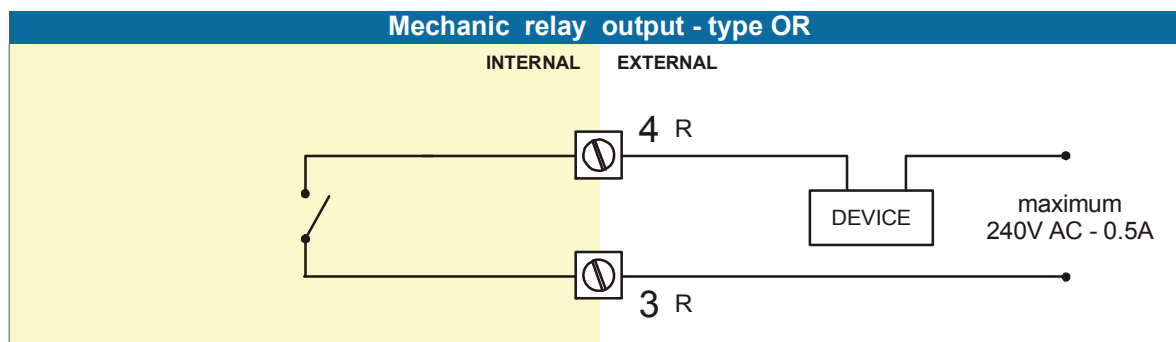 Mechanic relay output - type OR
INTERNAL EXTERNAL
4 R
DEVICE
maximum
240V AC - 0.5A
3 R